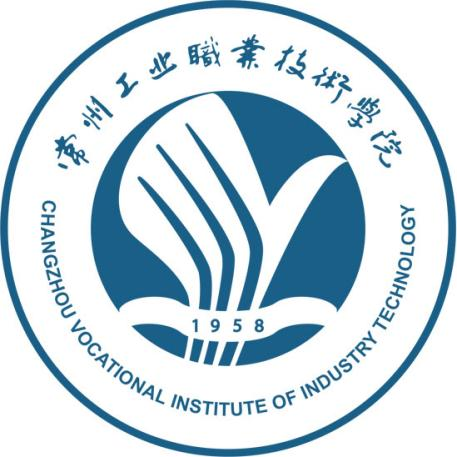 常州工业職業技術學院
1958
CHANGZHOU VOCATIONAL INSTITUTE OF INDUSTRY TECHNOLOGY